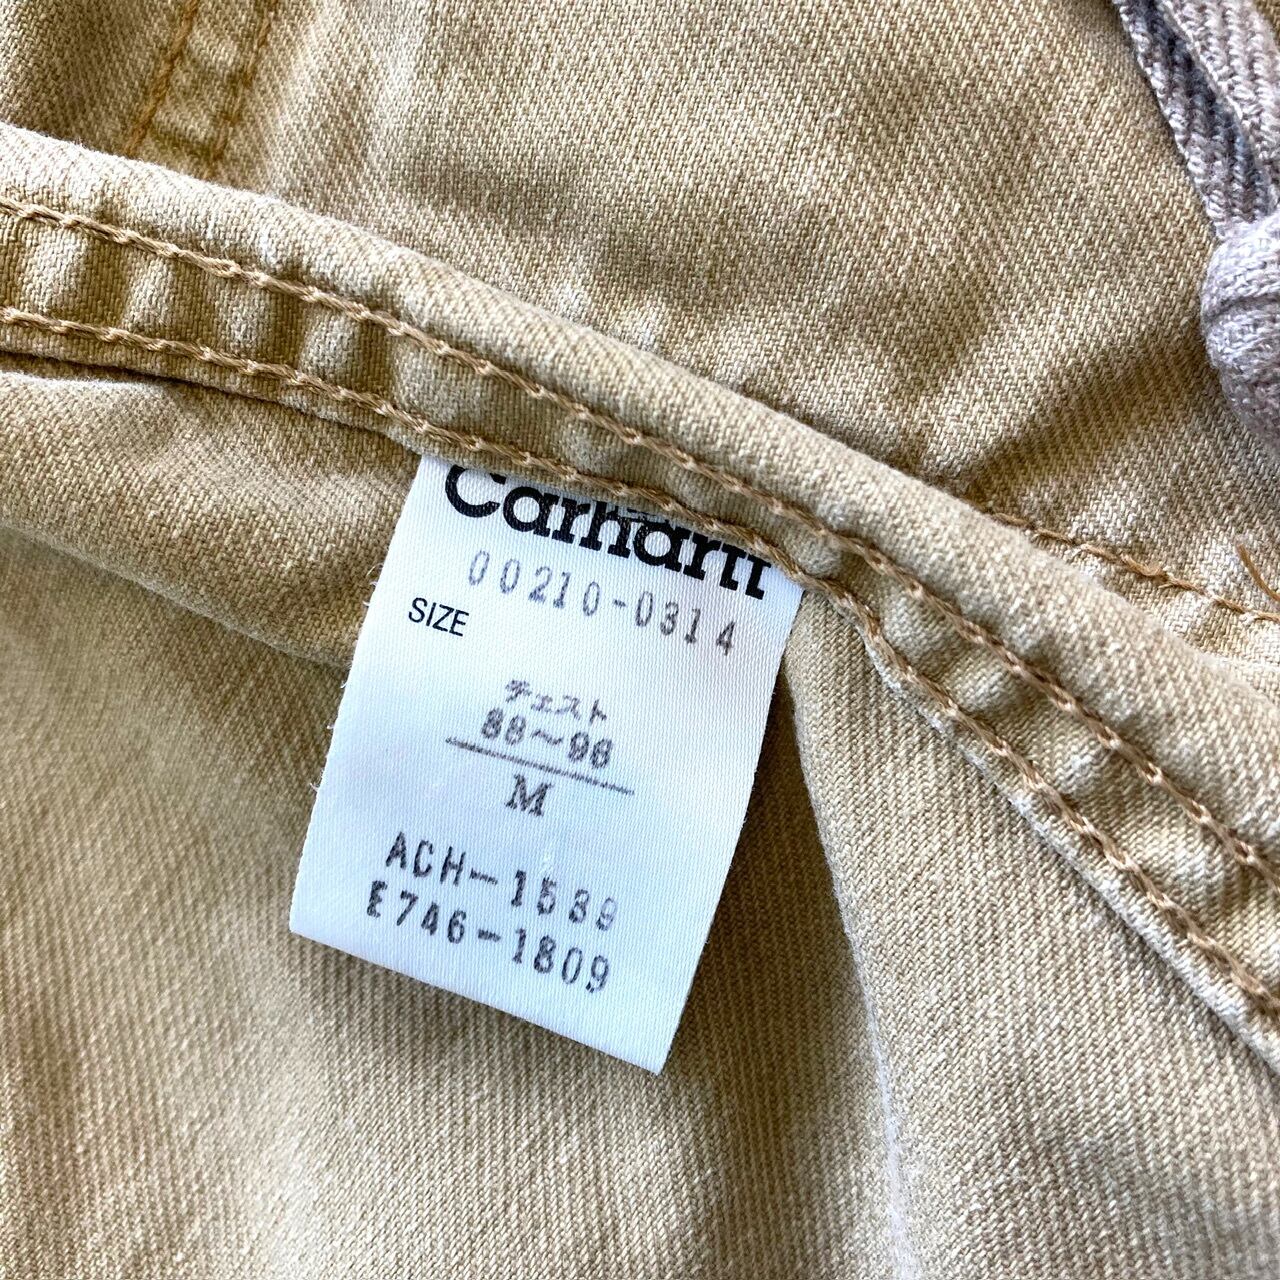 Carhartt
00210-0314
SIZE
チェスト
88~96
M
ACH-1589
E746-1809